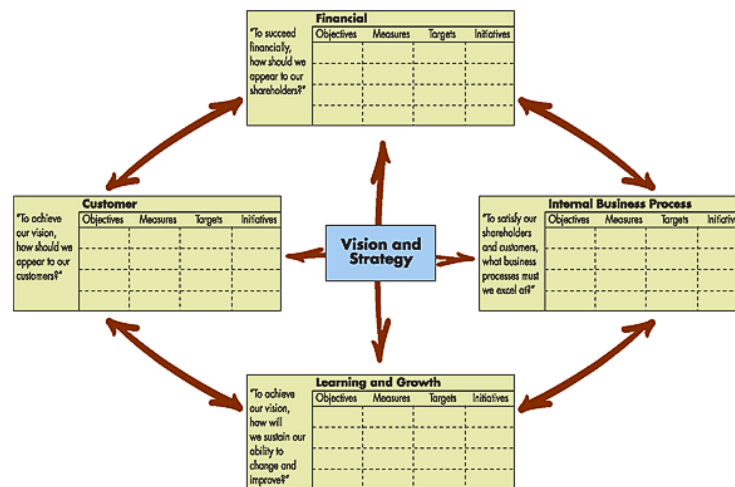 Financial
"To succeed
financially,
how should we
appear to our
shareholders?"
Objectives Measures Targets Initiatives
Customer
"To achieve
our vision,
how should we
appear to our
customers?"
Objectives Measures Targets Initiatives
Vision and
Strategy
Internal Business Process
"To satisfy our
shareholders
and customers,
what business
processes must
we excel at?"
Objectives Measures Targets Initiativ
Learning and Growth
"To achieve
our vision,
how will
we sustain our
ability to
change and
improve?"
Objectives Measures Targets Initiatives